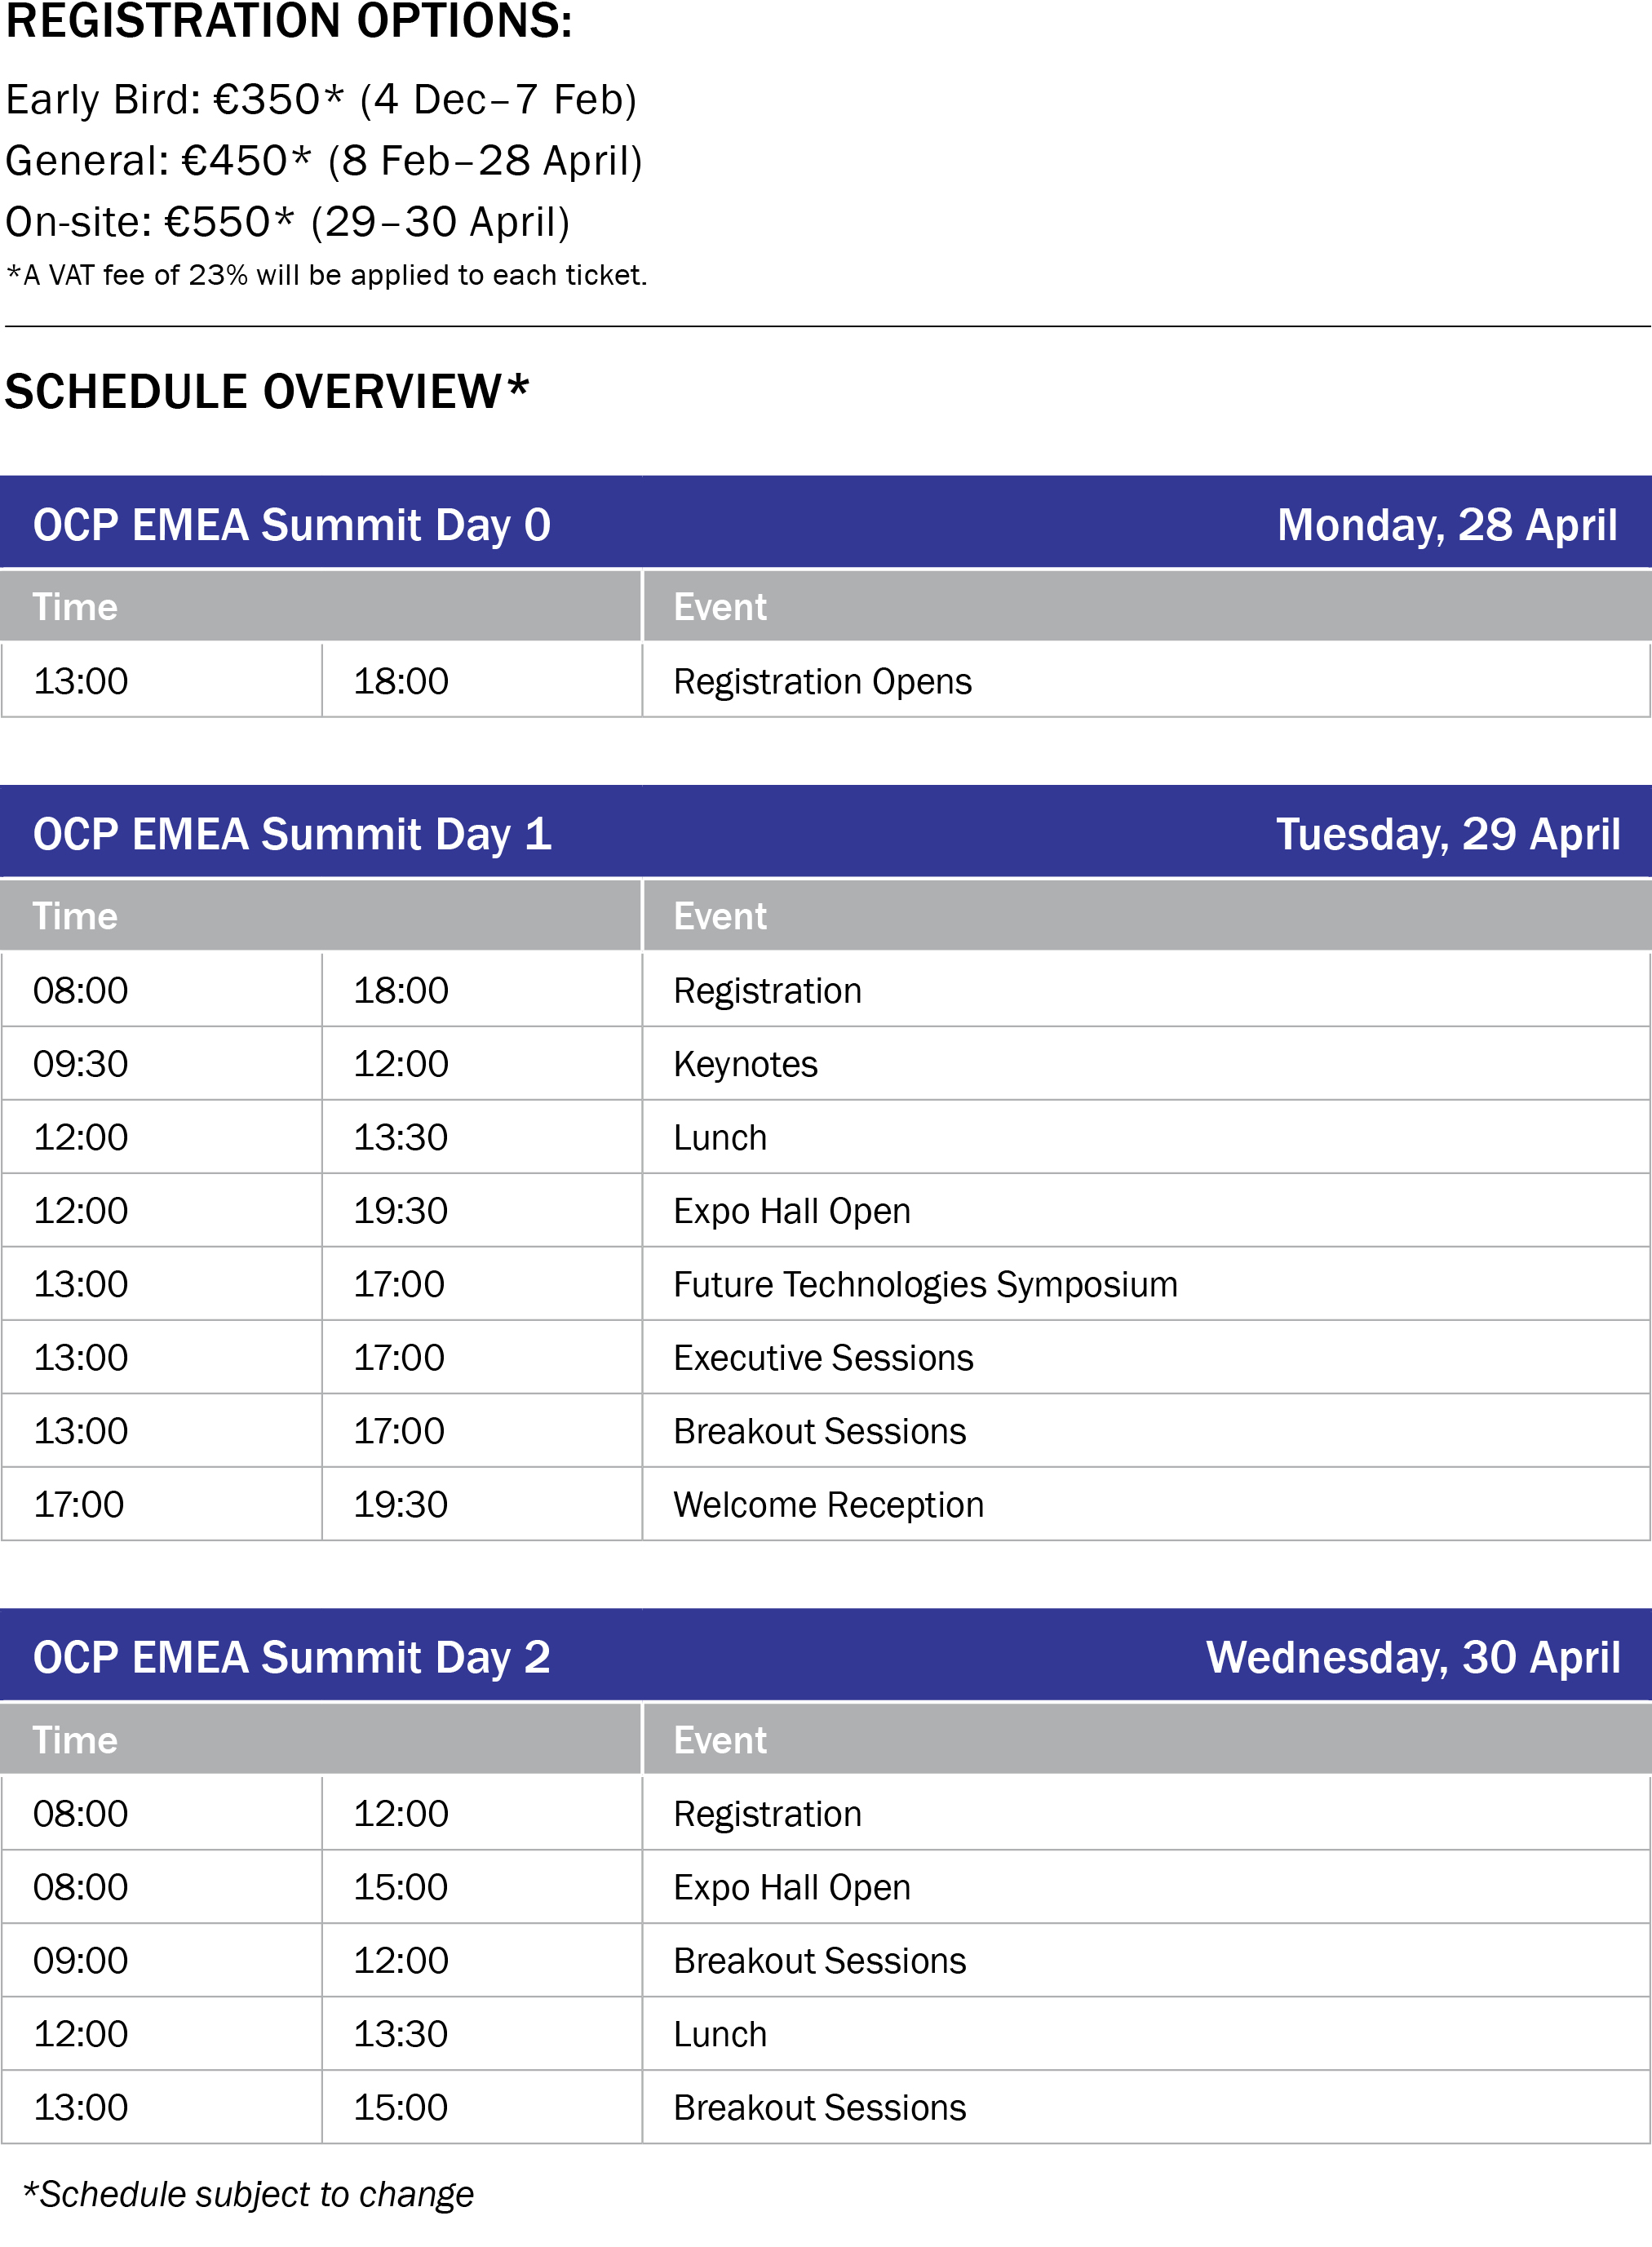 REGISTRATION OPTIONS:
Early Bird: €350* (4 Dec–7 Feb)
General: €450* (8 Feb–28 April)
On-site: €550* (29–30 April)
*A VAT fee of 23% will be applied to each ticket.
SCHEDULE OVERVIEW*
OCP EMEA Summit Day 0 Monday, 28 April
Time Event
13:00 18:00 Registration Opens
OCP EMEA Summit Day 1 Tuesday, 29 April
Time Event
08:00 18:00 Registration
09:30 12:00 Keynotes
12:00 13:30 Lunch
12:00 19:30 Expo Hall Open
13:00 17:00 Future Technologies Symposium
13:00 17:00 Executive Sessions
13:00 17:00 Breakout Sessions
17:00 19:30 Welcome Reception
OCP EMEA Summit Day 2 Wednesday, 30 April
Time Event
08:00 12:00 Registration
08:00 15:00 Expo Hall Open
09:00 12:00 Breakout Sessions
12:00 13:30 Lunch
13:00 15:00 Breakout Sessions
*Schedule subject to change